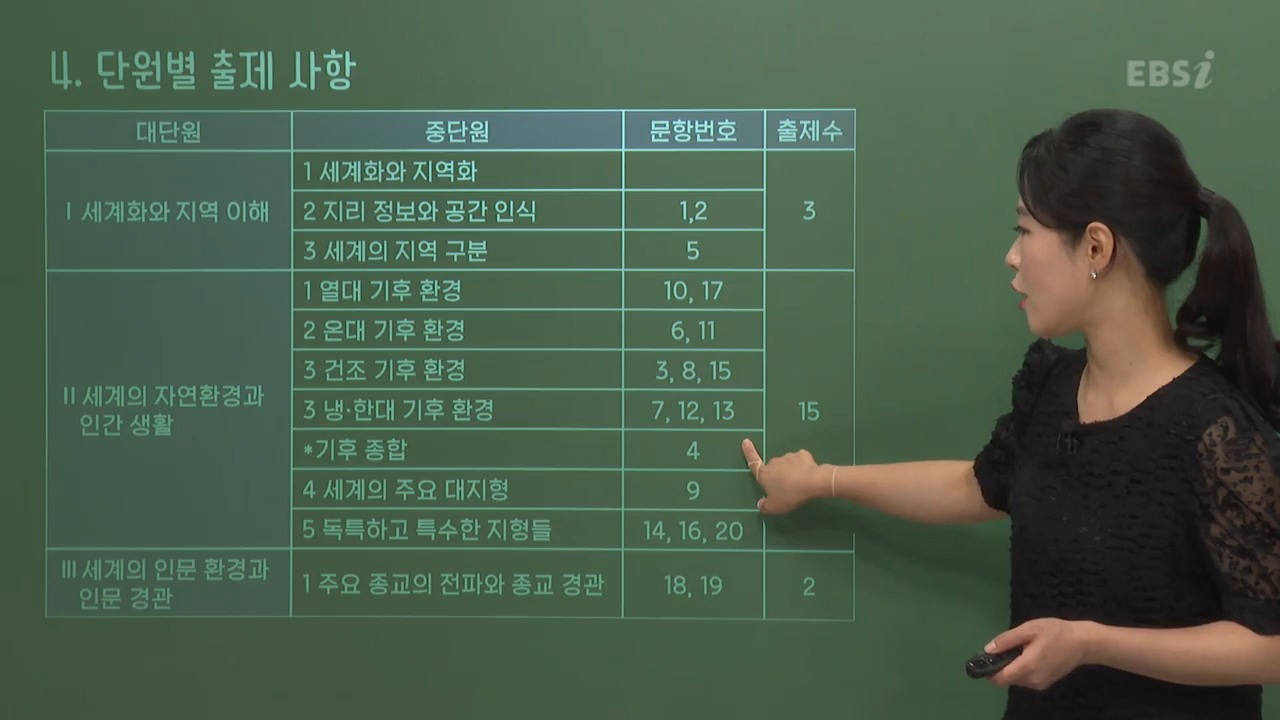 4. 단원별 출제 사항
EBSi
대단원 중단원 문항번호 출제수
Ⅰ 세계화와 지역 이해
1 세계화와 지역화
2 지리 정보와 공간 인식 1,2
3 세계의 지역 구분 5
3
Ⅱ 세계의 자연환경과
인간 생활
1 열대 기후 환경 10, 17
2 온대 기후 환경 6, 11
3 건조 기후 환경 3, 8, 15
3 냉·한대 기후 환경 7, 12, 13
*기후 종합 4
4 세계의 주요 대지형 9
5 독특하고 특수한 지형들 14, 16, 20
15
Ⅲ 세계의 인문 환경과
인문 경관
1 주요 종교의 전파와 종교 경관 18, 19
2